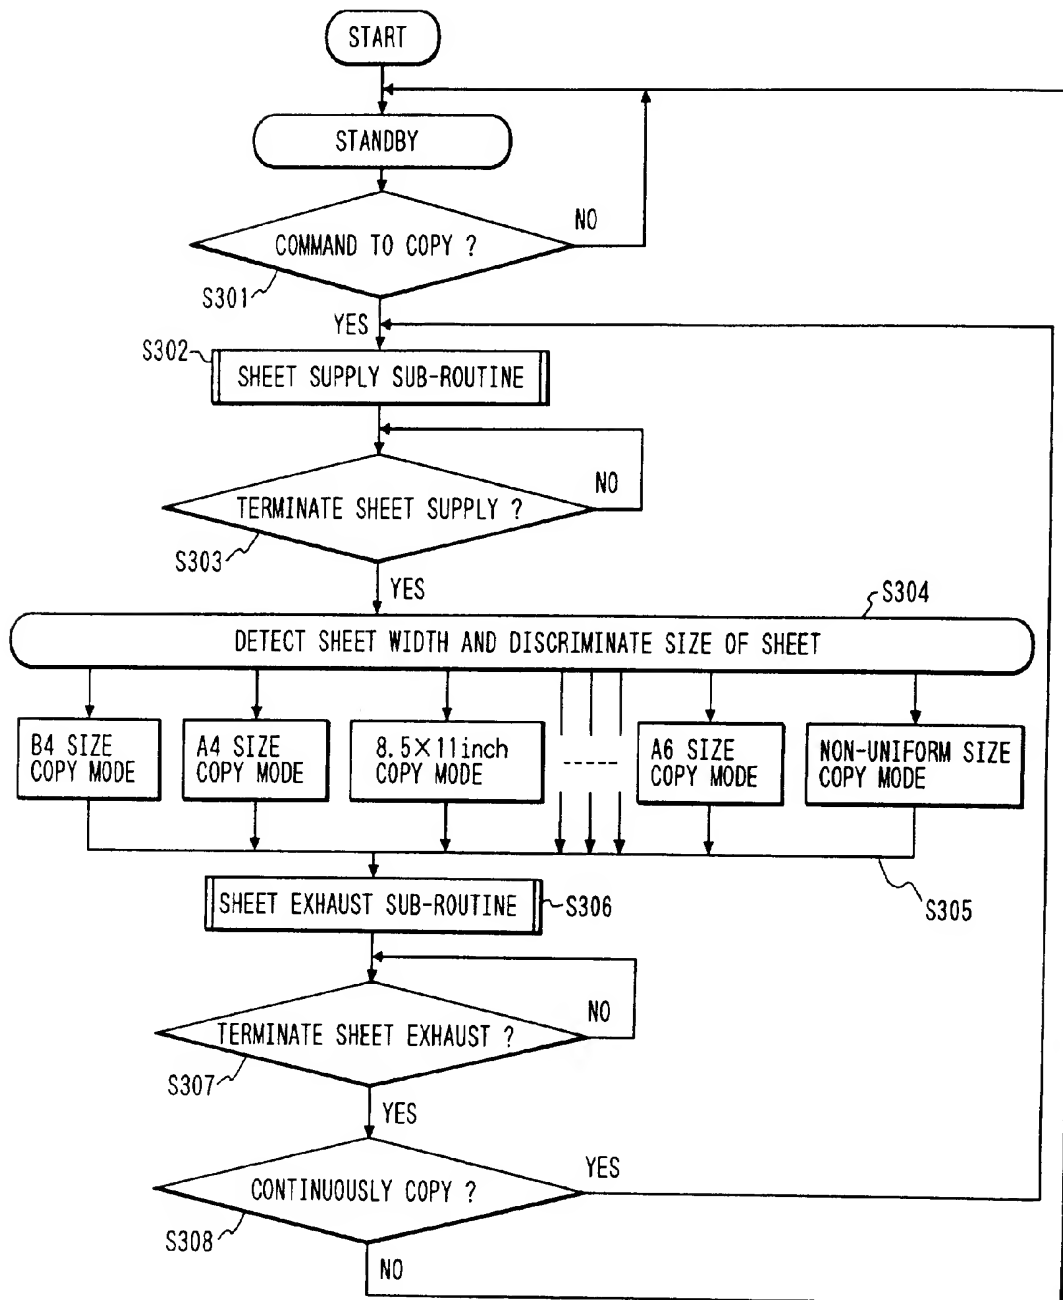 START
STANDBY
NO
COMMAND TO COPY ?
S301
YES
S302
SHEET SUPPLY SUB-ROUTINE
NO
TERMINATE SHEET SUPPLY ?
S303
YES
S304
DETECT SHEET WIDTH AND DISCRIMINATE SIZE OF SHEET
B4 SIZE
COPY MODE
A4 SIZE
COPY MODE
8.5×11inch
COPY MODE
-----
A6 SIZE
COPY MODE
NON-UNIFORM SIZE
COPY MODE
S305
SHEET EXHAUST SUB-ROUTINE
S306
NO
TERMINATE SHEET EXHAUST ?
S307
YES
YES
CONTINUOUSLY COPY ?
S308
NO